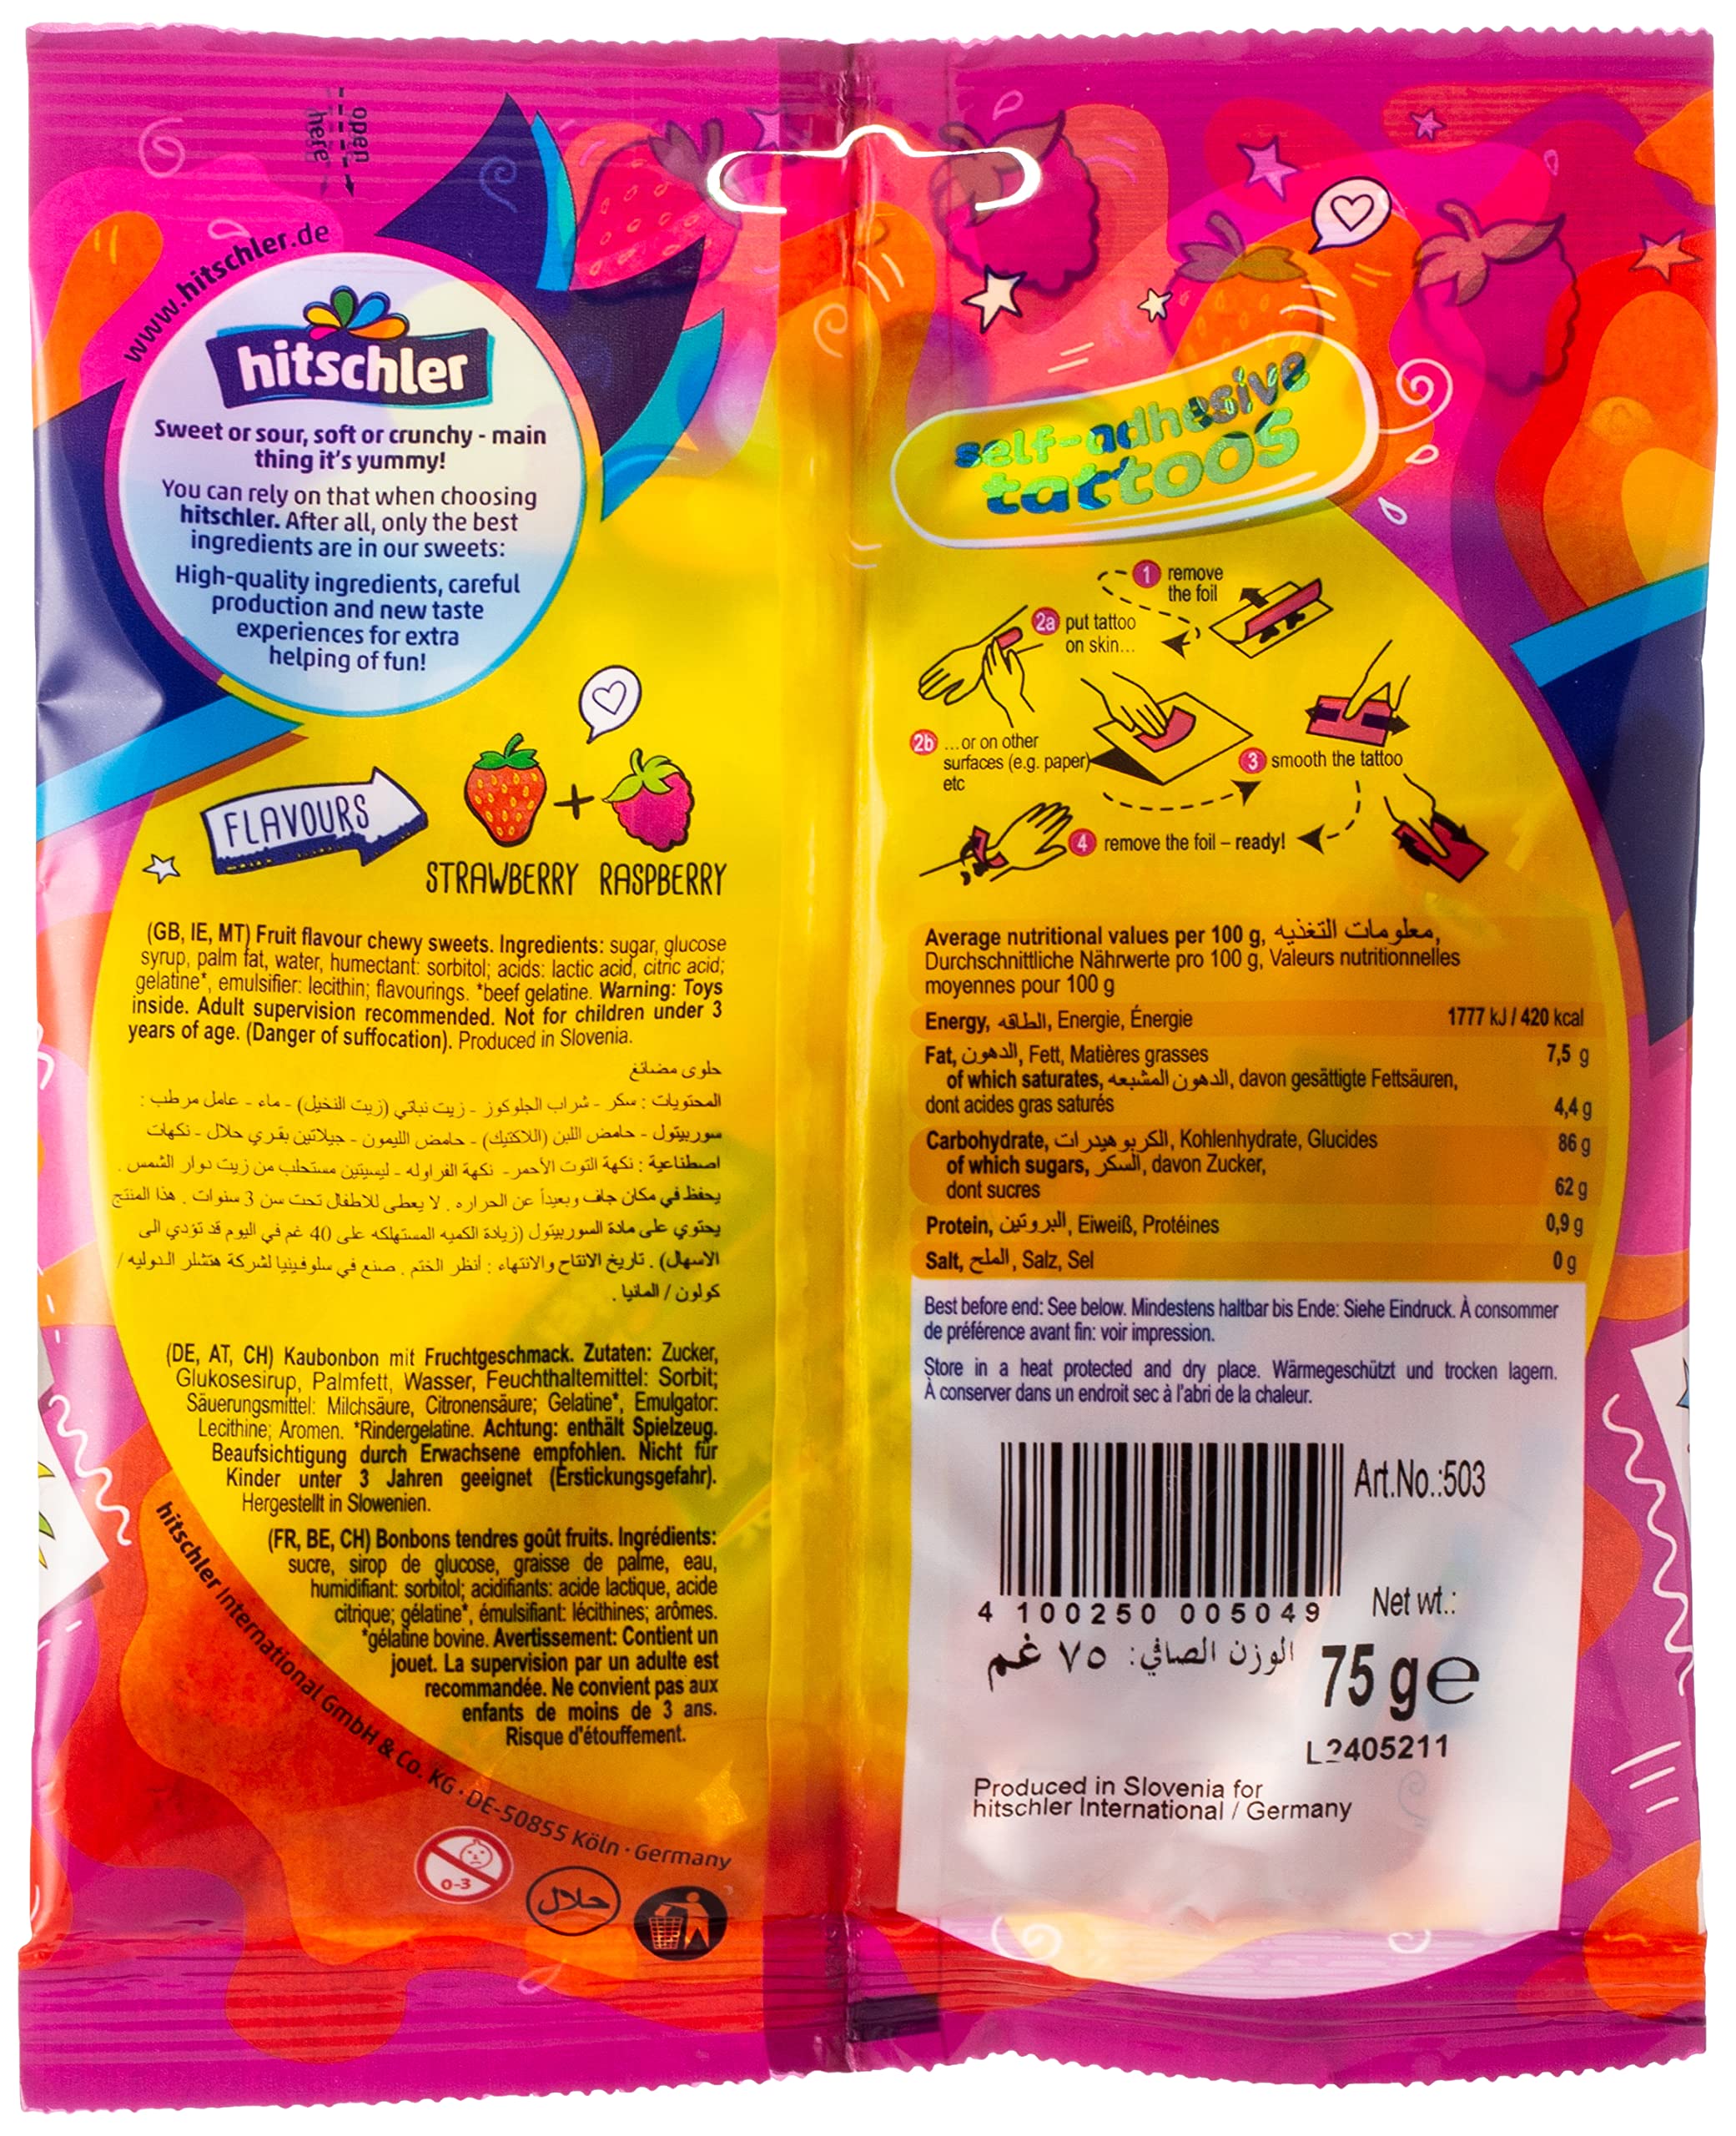 open
here
www.hitschler.de
hitschler
Sweet or sour, soft or crunchy - main
thing it's yummy!
You can rely on that when choosing
hitschler. After all, only the best
ingredients are in our sweets:
High-quality ingredients, careful
production and new taste
experiences for extra
helping of fun!
FLAVOURS
+
STRAWBERRY RASPBERRY
(GB, IE, MT) Fruit flavour chewy sweets. Ingredients: sugar, glucose
syrup, palm fat, water, humectant: sorbitol; acids: lactic acid, citric acid;
gelatine*, emulsifier: lecithin; flavourings. *beef gelatine. Warning: Toys
inside. Adult supervision recommended. Not for children under 3
years of age. (Danger of suffocation). Produced in Slovenia.
حلوى مضائغ
المحتويات : سكر - شراب الجلوكوز - زيت نباتي (زيت النخيل) - ماء - عامل مرطب :
سوربيتول - حامض اللبن (اللاكتيك) - حامض الليمون - جيلاتين بقري حلال - نكهات
اصطناعية : نكهة التوت الأحمر - نكهة الفراوله - ليسيتين مستحلب من زيت دوار الشمس .
يحفظ في مكان جاف وبعيداً عن الحراره . لا يعطى للاطفال تحت سن 3 سنوات . هذا المنتج
يحتوي على مادة السوربيتول (زيادة الكميه المستهلكه على 40 غم في اليوم قد تؤدي الى
الاسهال) . تاريخ الانتاح والانتهاء : أنظر الختم . صنع في سلوفينيا لشركة هتشلر الدوليه /
كولون / المانيا .
(DE, AT, CH) Kaubonbon mit Fruchtgeschmack. Zutaten: Zucker,
Glukosesirup, Palmfett, Wasser, Feuchthaltemittel: Sorbit;
Säuerungsmittel: Milchsäure, Citronensäure; Gelatine*, Emulgator:
Lecithine; Aromen. *Rindergelatine. Achtung: enthält Spielzeug.
Beaufsichtigung durch Erwachsene empfohlen. Nicht für
Kinder unter 3 Jahren geeignet (Erstickungsgefahr).
Hergestellt in Slowenien.
(FR, BE, CH) Bonbons tendres goût fruits. Ingrédients:
sucre, sirop de glucose, graisse de palme, eau,
humidifiant: sorbitol; acidifiants: acide lactique, acide
citrique; gélatine*, émulsifiant: lécithines; arômes.
*gélatine bovine. Avertissement: Contient un
jouet. La supervision par un adulte est
recommandée. Ne convient pas aux
enfants de moins de 3 ans.
Risque d'étouffement.
hitschler International GmbH & Co. KG · DE-50855 Köln · Germany
0-3
حلال
self-adhesive
tattoos
1 remove
the foil
2a put tattoo
on skin...
2b ...or on other
surfaces (e.g. paper)
etc
3 smooth the tattoo
4 remove the foil – ready!
Average nutritional values per 100 g, معلومات التغذيه,
Durchschnittliche Nährwerte pro 100 g, Valeurs nutritionnelles
moyennes pour 100 g
Energy, الطاقه, Energie, Énergie 1777 kJ / 420 kcal
Fat, الدهون, Fett, Matières grasses 7,5 g
of which saturates, الدهون المشبعه, davon gesättigte Fettsäuren,
dont acides gras saturés 4,4 g
Carbohydrate, الكربوهيدرات, Kohlenhydrate, Glucides 86 g
of which sugars, السكر, davon Zucker,
dont sucres 62 g
Protein, البروتين, Eiweiß, Protéines 0,9 g
Salt, الملح, Salz, Sel 0 g
Best before end: See below. Mindestens haltbar bis Ende: Siehe Eindruck. À consommer
de préférence avant fin: voir impression.
Store in a heat protected and dry place. Wärmegeschützt und trocken lagern.
À conserver dans un endroit sec à l'abri de la chaleur.
Art.No.:503
4 100250 005049
Net wt.:
الوزن الصافي: ٧٥ غم
75 g e
L2405211
Produced in Slovenia for
hitschler International / Germany